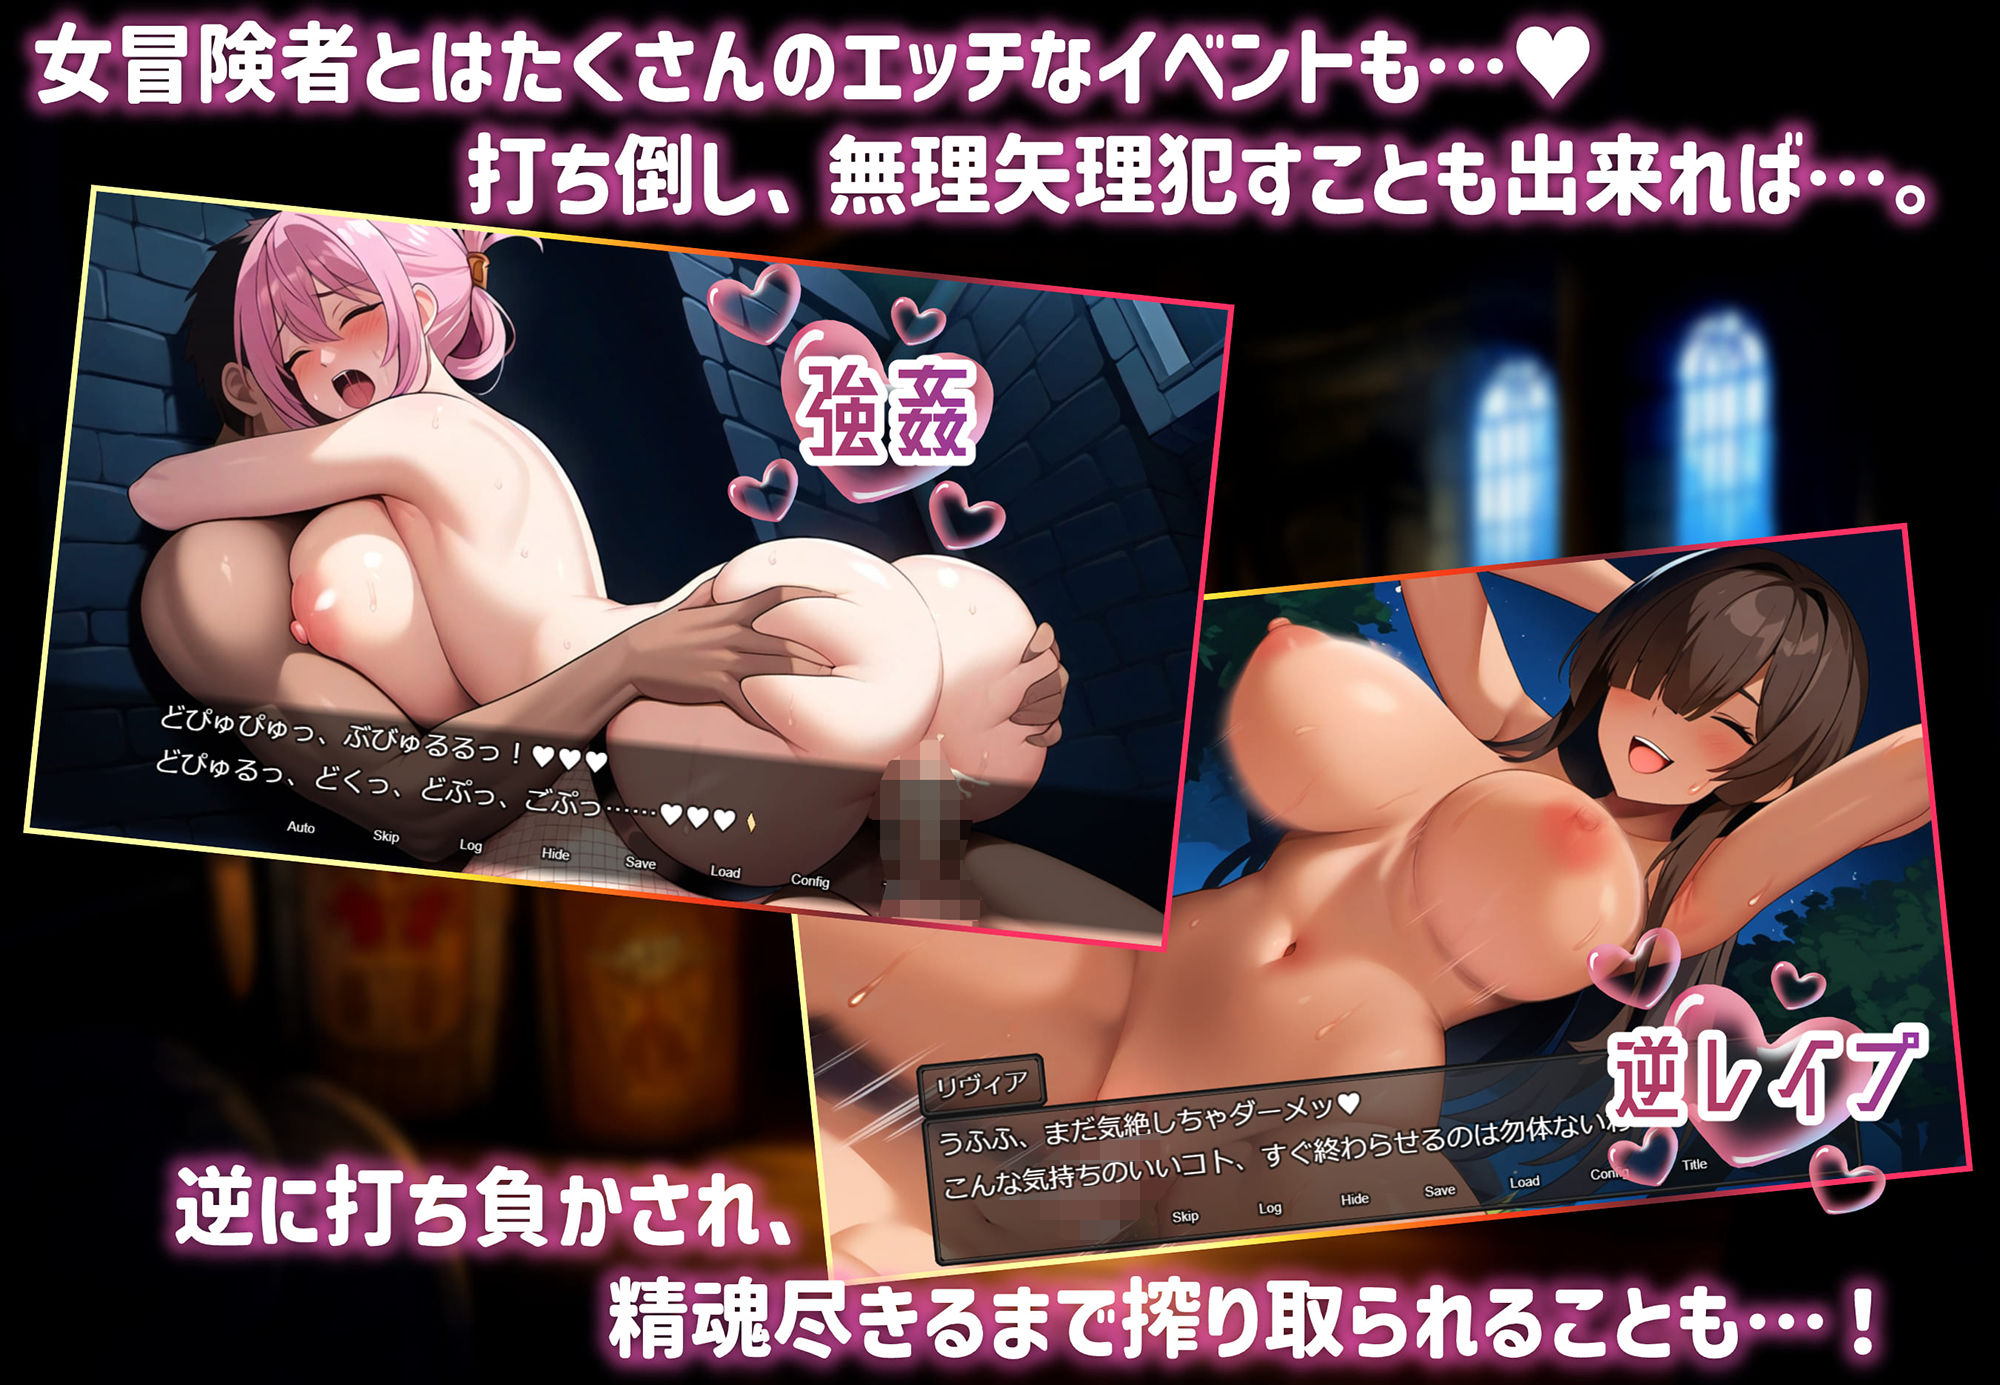 女冒険者とはたくさんのエッチなイベントも…♥
打ち倒し、無理矢理犯すことも出来れば…。
強姦
どぴゅぴゅっ、ぶびゅるるっ！♥♥♥
どぴゅるっ、どくっ、どぷっ、ごぷっ……♥♥♥
Auto Skip Log Hide Save Load Config
逆レイプ
リヴィア
うふふ、まだ気絶しちゃダーメッ♥
こんな気持ちのいいコト、すぐ終わらせるのは勿体ないわ
Skip Log Hide Save Load Config Title
逆に打ち負かされ、
精魂尽きるまで搾り取られることも…！